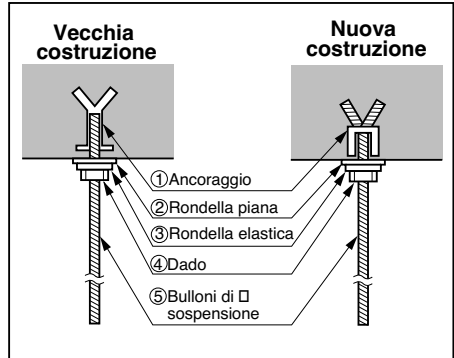 Vecchia
costruzione
Nuova
costruzione
①Ancoraggio
②Rondella piana
③Rondella elastica
④Dado
⑤Bulloni di □
sospensione